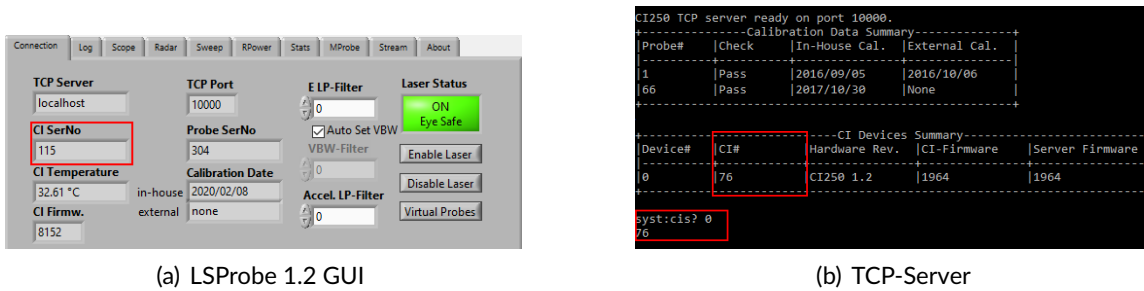 Connection Log Scope Radar Sweep RPower Stats MProbe Stream About
TCP Server TCP Port E LP-Filter Laser Status
localhost 10000 0 ON
Eye Safe
CI SerNo Probe SerNo Auto Set VBW
115 304 VBW-Filter Enable Laser
CI Temperature Calibration Date 0
32.61 °C in-house 2020/02/08 Accel. LP-Filter Disable Laser
CI Firmw. external none 0 Virtual Probes
8152
(a) LSProbe 1.2 GUI
CI250 TCP server ready on port 10000.
+--------------Calibration Data Summary--------------+
|Probe# |Check |In-House Cal. |External Cal. |
|1 |Pass |2016/09/05 |2016/10/06 |
|66 |Pass |2017/10/30 |None |
+-----------------------CI Devices Summary-----------------------
|Device# |CI# |Hardware Rev. |CI-Firmware |Server Firmware
|0 |76 |CI250 1.2 |1964 |1964
syst:cis? 0
76
(b) TCP-Server